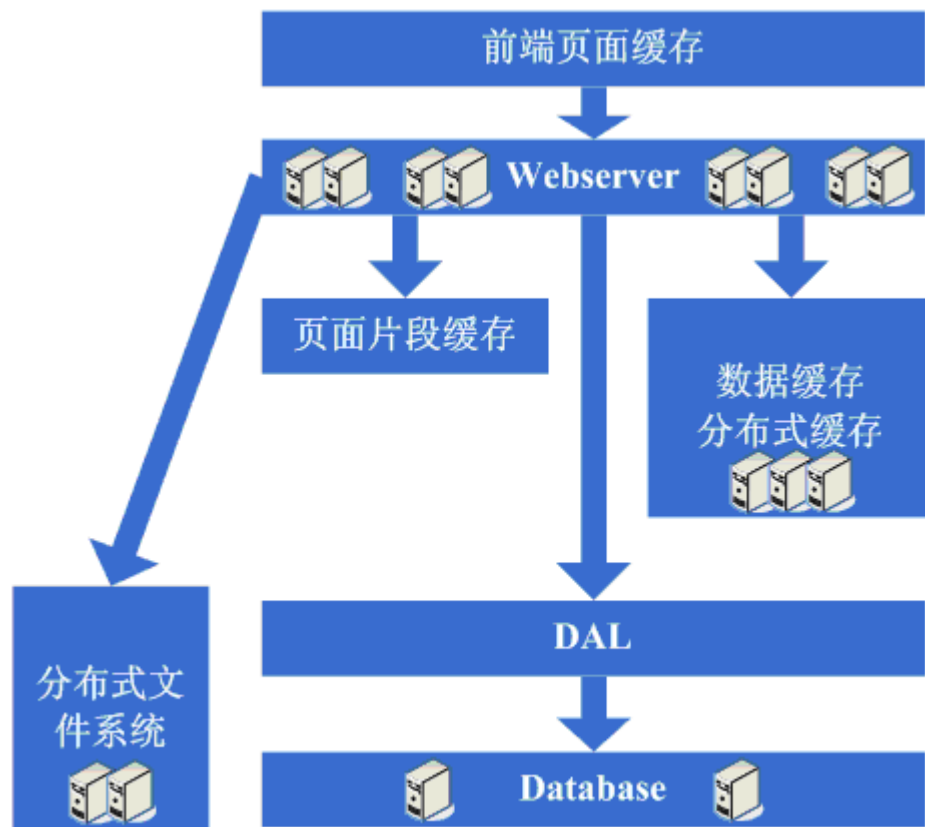 前端页面缓存
Webserver
页面片段缓存
数据缓存
分布式缓存
DAL
分布式文
件系统
Database